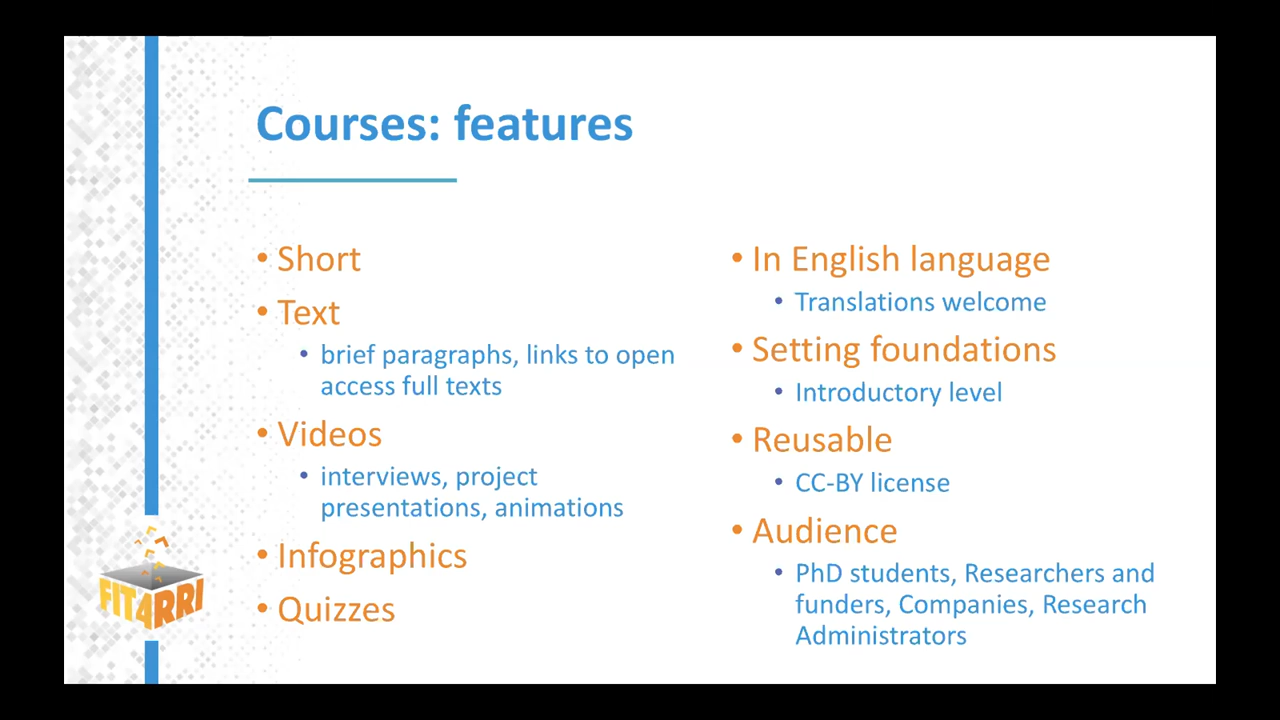 Courses: features
• Short
• Text
• brief paragraphs, links to open
access full texts
• Videos
• interviews, project
presentations, animations
• Infographics
• Quizzes
• In English language
• Translations welcome
• Setting foundations
• Introductory level
• Reusable
• CC-BY license
• Audience
• PhD students, Researchers and
funders, Companies, Research
Administrators
FIT4RRI